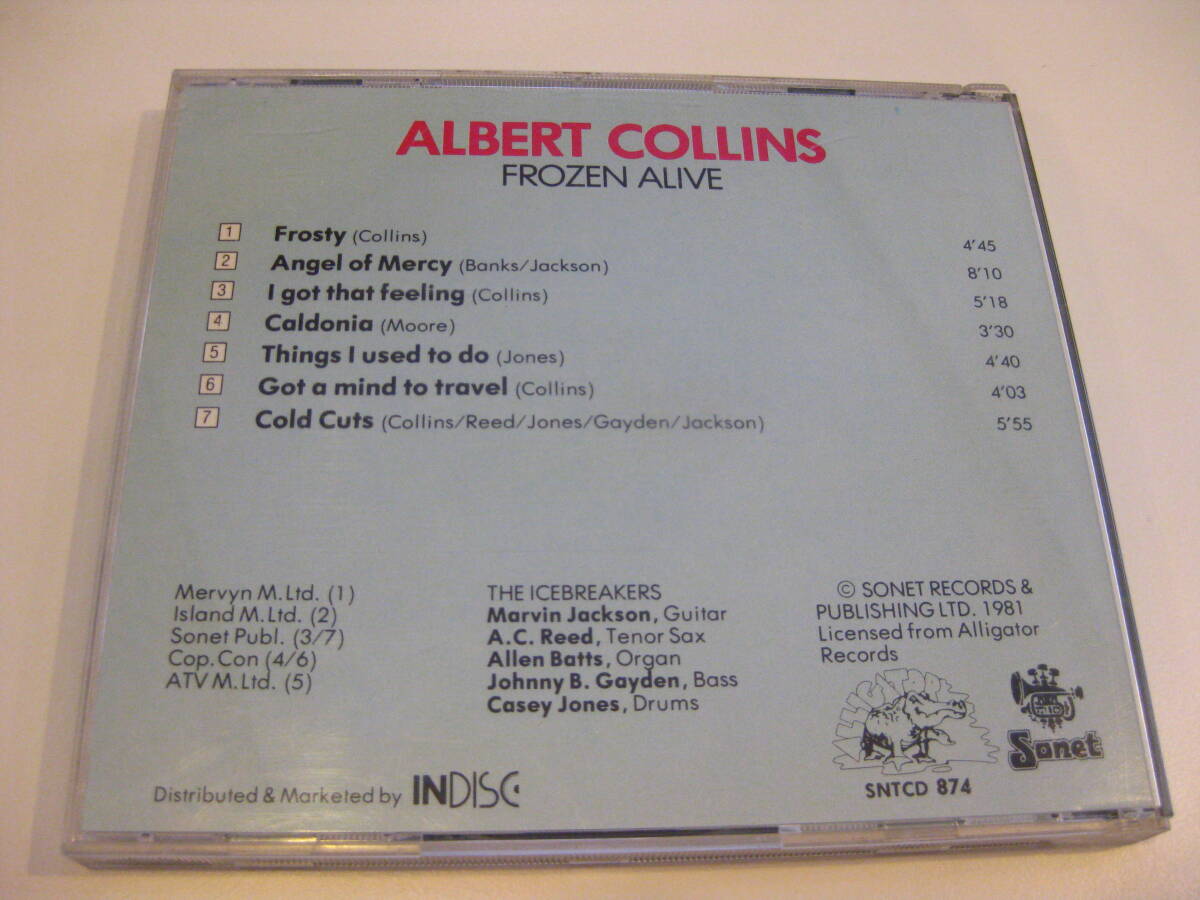 ALBERT COLLINS
FROZEN ALIVE
1 Frosty (Collins) 4'45
2 Angel of Mercy (Banks/Jackson) 8'10
3 I got that feeling (Collins) 5'18
4 Caldonia (Moore) 3'30
5 Things I used to do (Jones) 4'40
6 Got a mind to travel (Collins) 4'03
7 Cold Cuts (Collins/Reed/Jones/Gayden/Jackson) 5'55
Mervyn M.Ltd. (1)
Island M.Ltd. (2)
Sonet Publ. (3/7)
Cop.Con (4/6)
ATV M.Ltd. (5)
THE ICEBREAKERS
Marvin Jackson, Guitar
A.C. Reed, Tenor Sax
Allen Batts, Organ
Johnny B. Gayden, Bass
Casey Jones, Drums
© SONET RECORDS &
PUBLISHING LTD. 1981
Licensed from Alligator
Records
ALLIGATOR
Sonet
SNTCD 874
Distributed & Marketed by INDISC